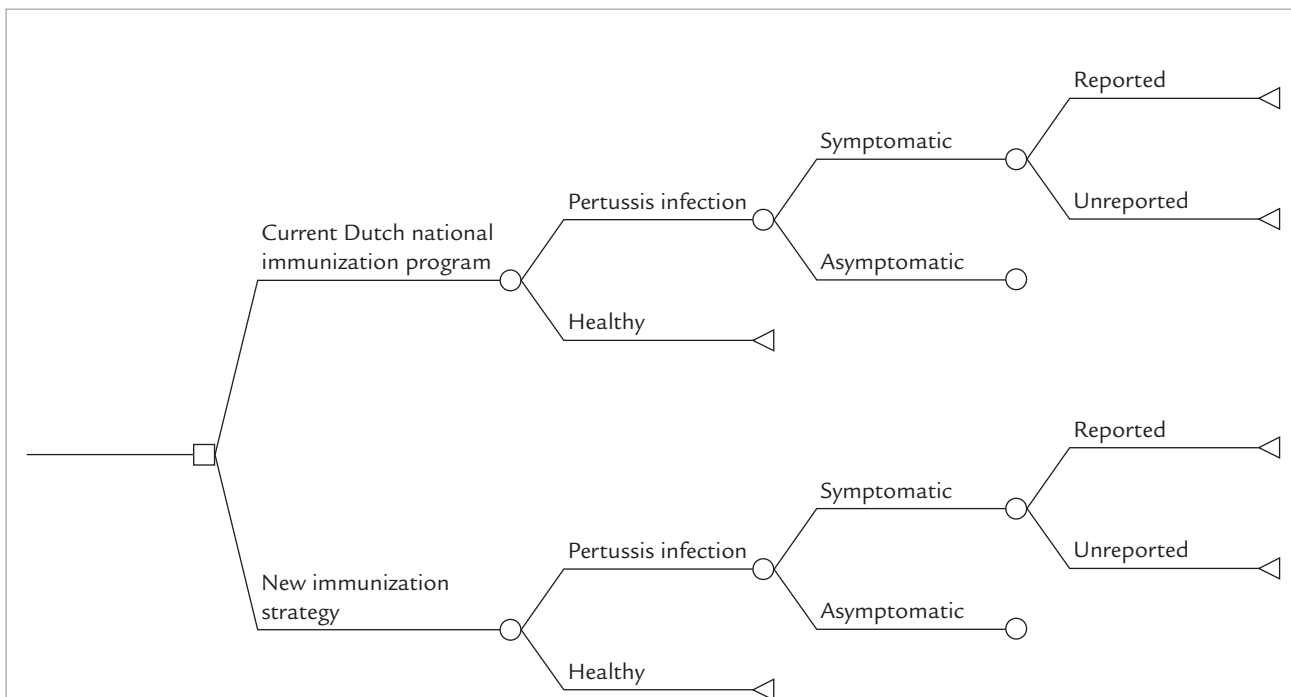 Reported
Symptomatic
Pertussis infection
Unreported
Current Dutch national
immunization program
Asymptomatic
Healthy
Reported
Symptomatic
Pertussis infection
Unreported
New immunization
strategy
Asymptomatic
Healthy